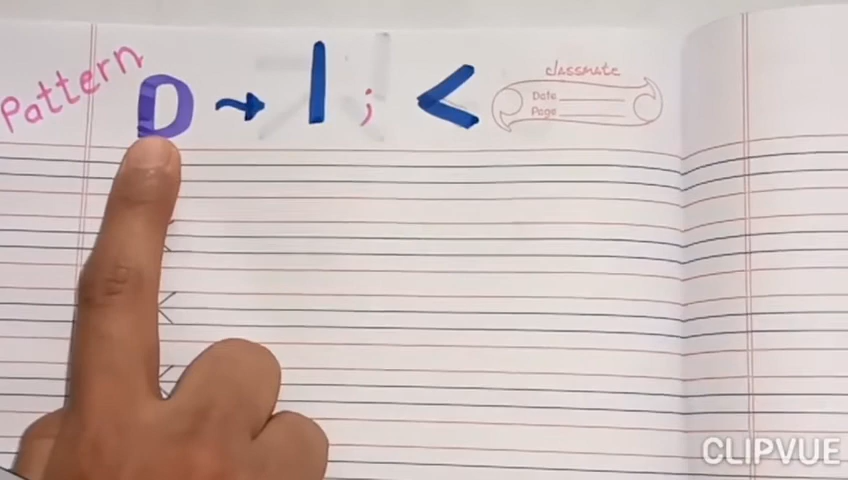 Pattern
D → | ; <
classmate
Date
Page
CLIPVUE